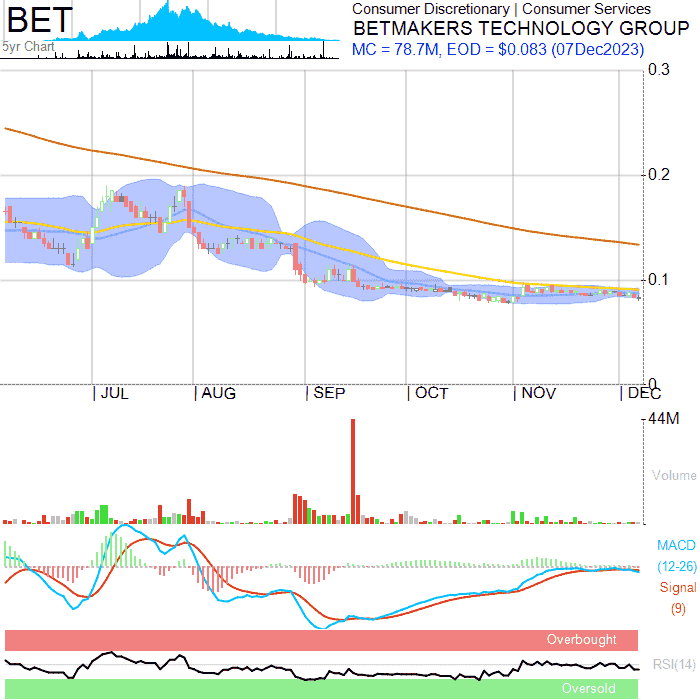 BET
5yr Chart
Consumer Discretionary | Consumer Services
BETMAKERS TECHNOLOGY GROUP
MC = 78.7M, EOD = $0.083 (07Dec2023)
0.3
0.2
0.1
0
JUL AUG SEP OCT NOV DEC
44M
Volume
MACD
(12-26)
Signal
(9)
Overbought
RSI(14)
Oversold